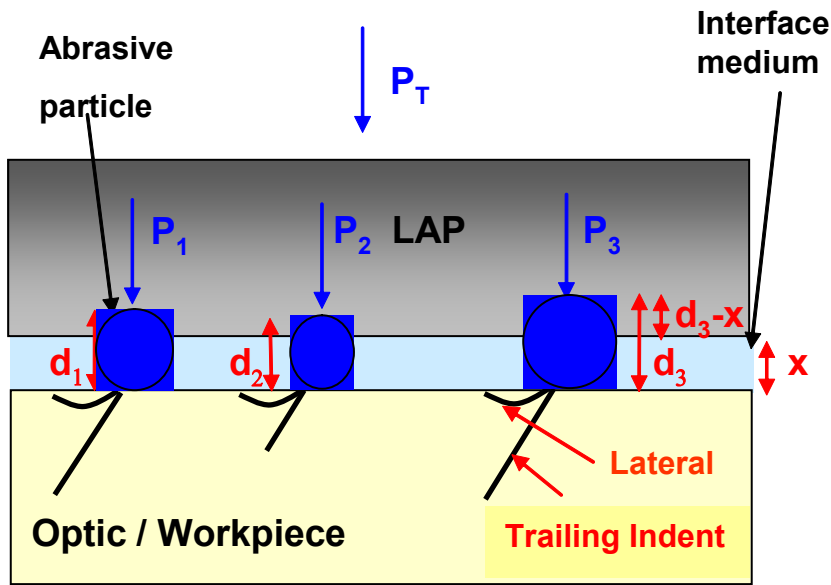 Abrasive
particle
P_T
Interface
medium
P_1
P_2
LAP
P_3
d_1
d_2
d_3-x
d_3
x
Lateral
Optic / Workpiece
Trailing Indent